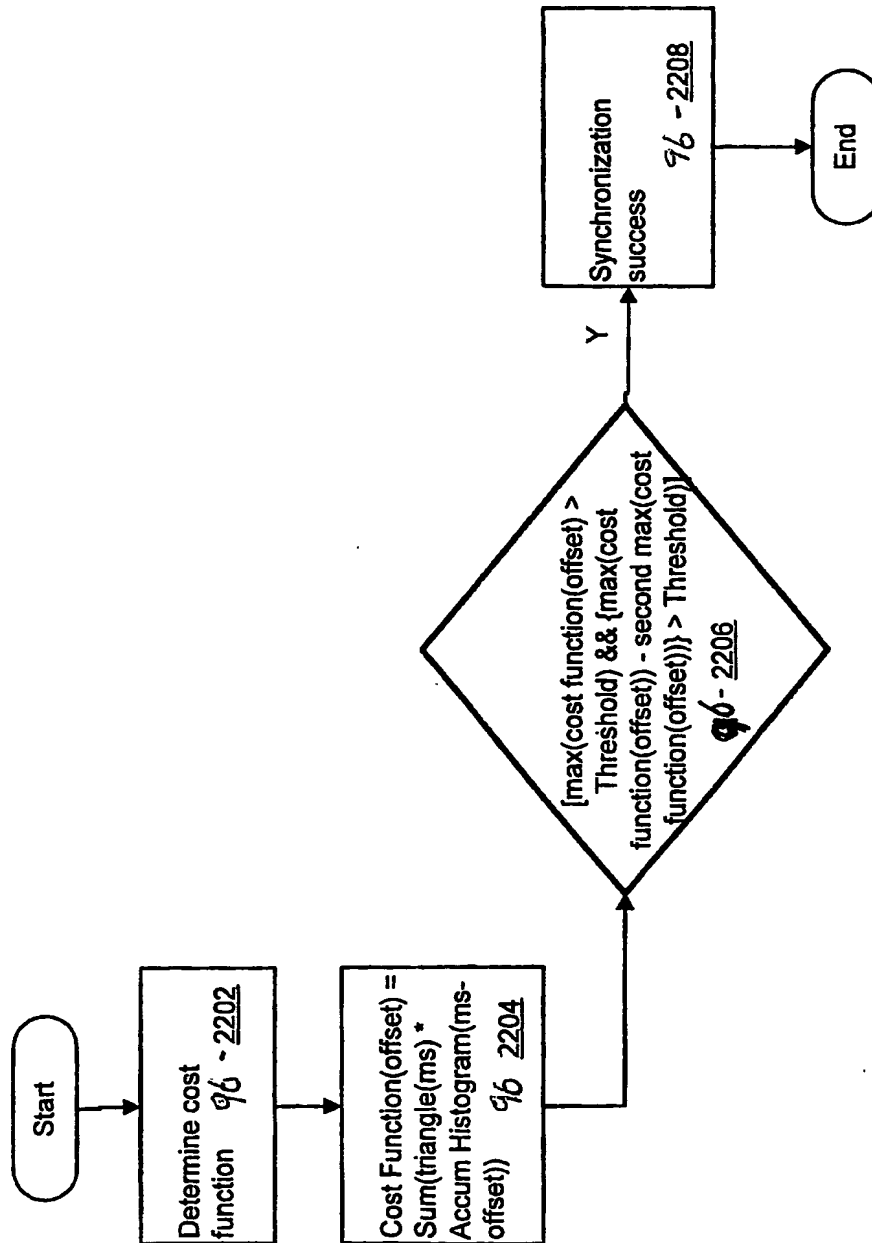 Start
Determine cost
function 96 - 2202
Cost Function(offset) =
Sum(triangle(ms) *
Accum Histogram(ms-
offset)) 96 2204
[max(cost function(offset) >
Threshold) && {max(cost
function(offset)) - second max(cost
function(offset))} > Threshold)]
96 - 2206
Y
Synchronization
success
96 - 2208
End